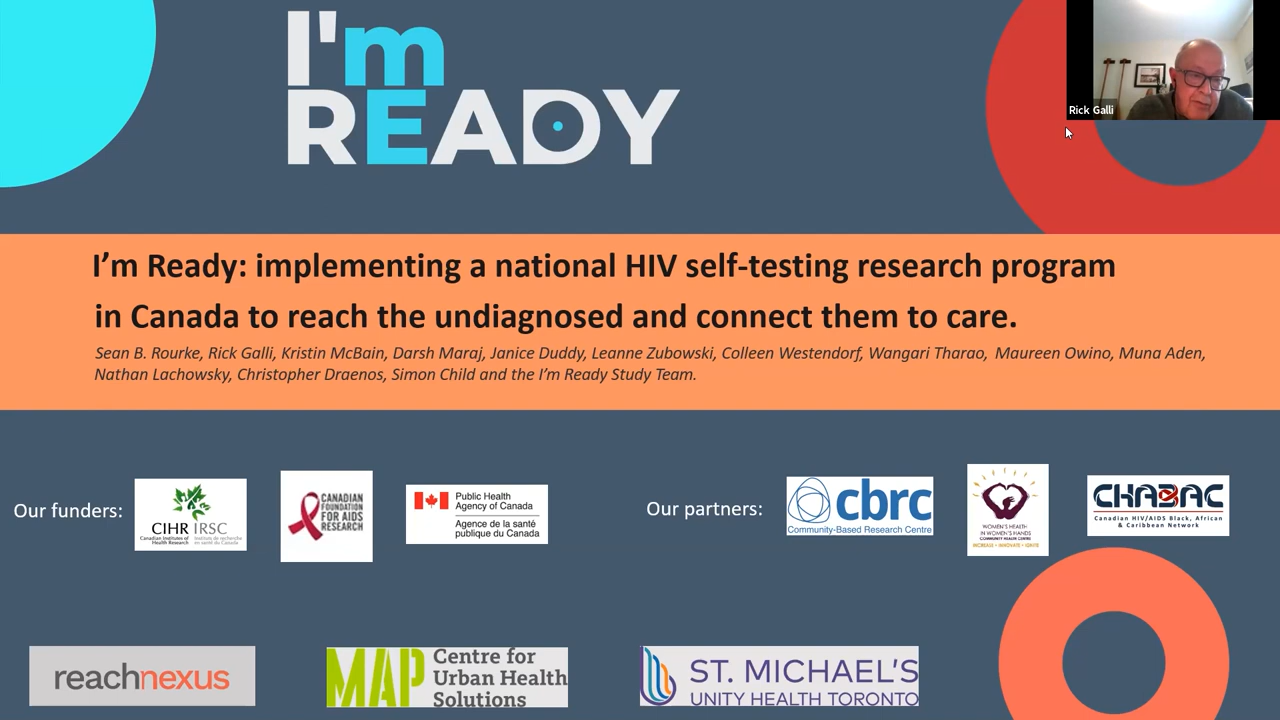 I'm
READY
Rick Galli
I'm Ready: implementing a national HIV self-testing research program
in Canada to reach the undiagnosed and connect them to care.
Sean B. Rourke, Rick Galli, Kristin McBain, Darsh Maraj, Janice Duddy, Leanne Zubowski, Colleen Westendorf, Wangari Tharao, Maureen Owino, Muna Aden,
Nathan Lachowsky, Christopher Draenos, Simon Child and the I'm Ready Study Team.
Our funders:
CIHR IRSC
Canadian Institutes of Health Research
Instituts de recherche en santé du Canada
CANADIAN
FOUNDATION
FOR AIDS
RESEARCH
Public Health
Agency of Canada
Agence de la santé
publique du Canada
Our partners:
cbrc
Community-Based Research Centre
WOMEN'S HEALTH
IN WOMEN'S HANDS
COMMUNITY HEALTH CENTRE
CHABAC
Canadian HIV/AIDS Black, African
& Caribbean Network
reachnexus
MAP
Centre for
Urban Health
Solutions
ST. MICHAEL'S
UNITY HEALTH TORONTO